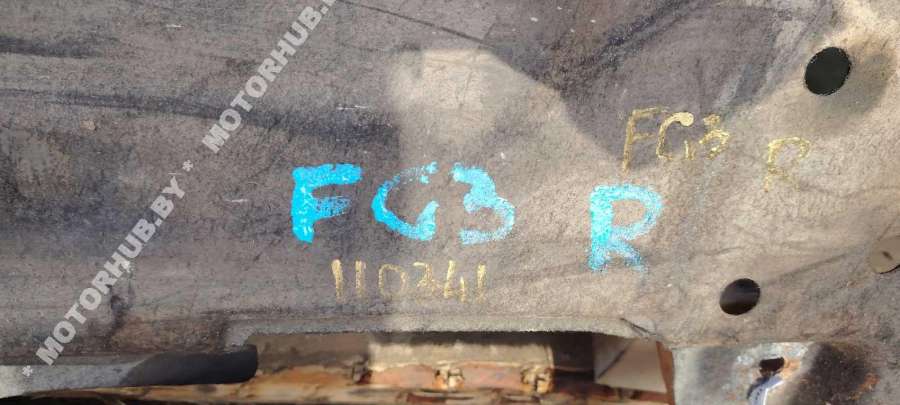 * MOTORHUB.BY * MOTORHUB.BY
FG3 R
FG3 R
110341